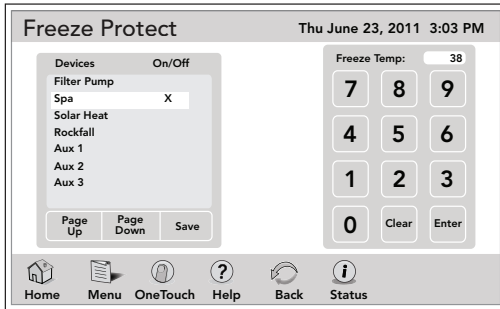 Freeze Protect Thu June 23, 2011 3:03 PM
Devices On/Off
Filter Pump
Spa X
Solar Heat
Rockfall
Aux 1
Aux 2
Aux 3
Page Up Page Down Save
Freeze Temp: 38
7 8 9
4 5 6
1 2 3
0 Clear Enter
Home Menu OneTouch ? Help Back i Status